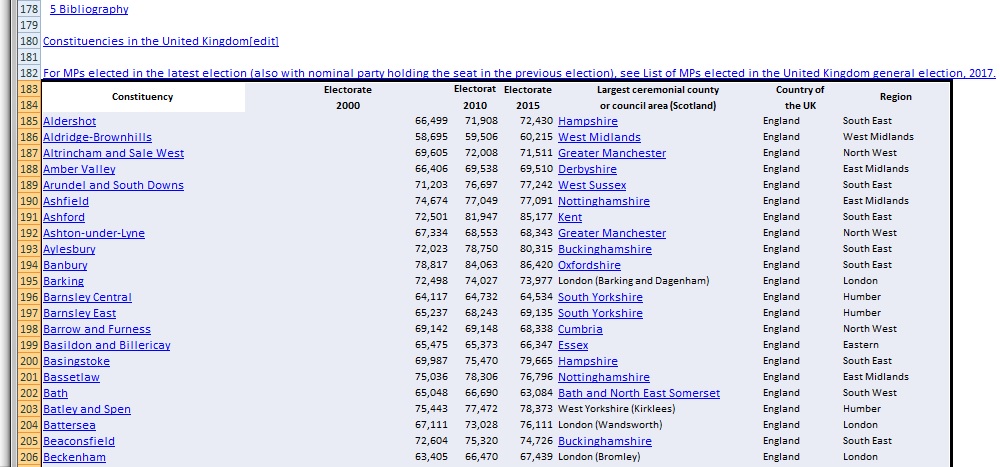 178 5 Bibliography
179
180 Constituencies in the United Kingdom[edit]
181
182 For MPs elected in the latest election (also with nominal party holding the seat in the previous election), see List of MPs elected in the United Kingdom general election, 2017.
183 Constituency Electorate Electorat Electorate Largest ceremonial county Country of Region
184 2000 2010 2015 or council area (Scotland) the UK
185 Aldershot 66,499 71,908 72,430 Hampshire England South East
186 Aldridge-Brownhills 58,695 59,506 60,215 West Midlands England West Midlands
187 Altrincham and Sale West 69,605 72,008 71,511 Greater Manchester England North West
188 Amber Valley 66,406 69,538 69,510 Derbyshire England East Midlands
189 Arundel and South Downs 71,203 76,697 77,242 West Sussex England South East
190 Ashfield 74,674 77,049 77,091 Nottinghamshire England East Midlands
191 Ashford 72,501 81,947 85,177 Kent England South East
192 Ashton-under-Lyne 67,334 68,553 68,343 Greater Manchester England North West
193 Aylesbury 72,023 78,750 80,315 Buckinghamshire England South East
194 Banbury 78,817 84,063 86,420 Oxfordshire England South East
195 Barking 72,498 74,027 73,977 London (Barking and Dagenham) England London
196 Barnsley Central 64,117 64,732 64,534 South Yorkshire England Humber
197 Barnsley East 65,237 68,243 69,135 South Yorkshire England Humber
198 Barrow and Furness 69,142 69,148 68,338 Cumbria England North West
199 Basildon and Billericay 65,475 65,373 66,347 Essex England Eastern
200 Basingstoke 69,987 75,470 79,665 Hampshire England South East
201 Bassetlaw 75,036 78,306 76,796 Nottinghamshire England East Midlands
202 Bath 65,048 66,690 63,084 Bath and North East Somerset England South West
203 Batley and Spen 75,443 77,472 78,373 West Yorkshire (Kirklees) England Humber
204 Battersea 67,111 73,028 76,111 London (Wandsworth) England London
205 Beaconsfield 72,604 75,320 74,726 Buckinghamshire England South East
206 Beckenham 63,405 66,470 67,439 London (Bromley) England London